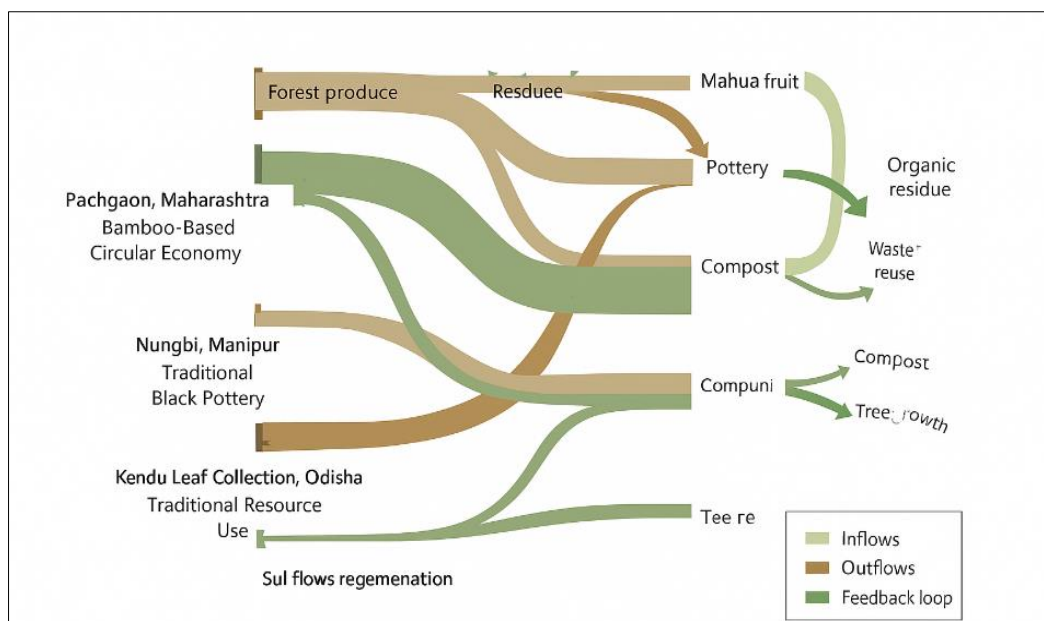 Forest produce
Resduee
Mahua fruit
Pottery
Organic
residue
Pachgaon, Maharashtra
Bamboo-Based
Circular Economy
Compost
Waste
reuse
Nungbi, Manipur
Traditional
Black Pottery
Compuni
Compost
Tree
Kendu Leaf Collection, Odisha
Traditional Resource
Use
Tee re
Sul flows regemenation
Inflows
Outflows
Feedback loop